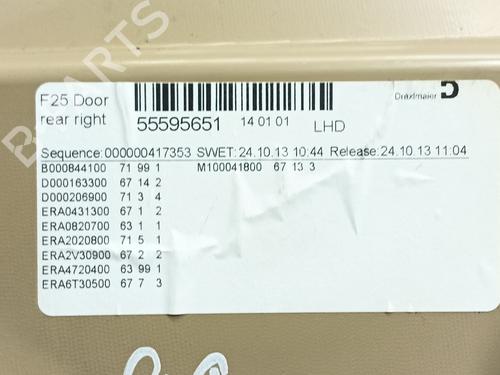 F25 Door
rear right
55595651
14 01 01
LHD
Dräxlmaier D
Sequence:000000417353 SWET:24.10.13 10:44 Release:24.10.13 11:04
B000844100 71 99 1 M100041800 67 13 3
D000163300 67 14 2
D000206900 71 3 4
ERA0431300 67 1 2
ERA0820700 63 1 1
ERA2020800 71 5 1
ERA2V30900 67 2 2
ERA4720400 63 99 1
ERA6T30500 67 7 3
PARTS